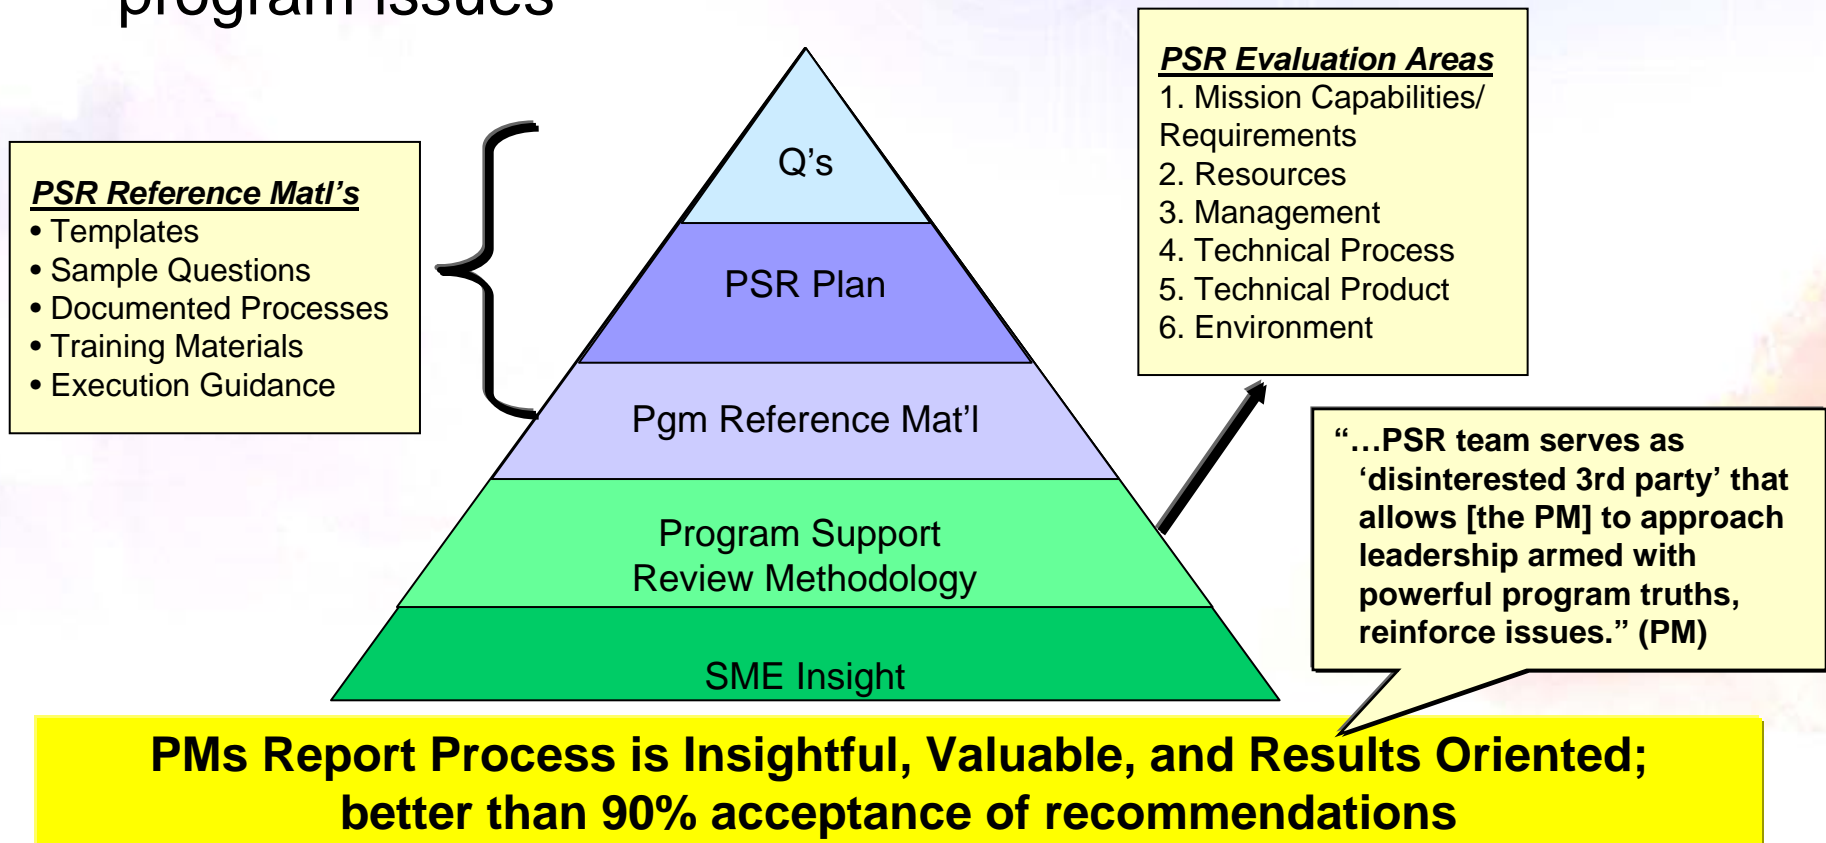 program issues
PSR Reference Matl's
• Templates
• Sample Questions
• Documented Processes
• Training Materials
• Execution Guidance
Q’s
PSR Plan
Pgm Reference Mat’l
Program Support
Review Methodology
SME Insight
PSR Evaluation Areas
1. Mission Capabilities/
Requirements
2. Resources
3. Management
4. Technical Process
5. Technical Product
6. Environment
“…PSR team serves as
‘disinterested 3rd party’ that
allows [the PM] to approach
leadership armed with
powerful program truths,
reinforce issues.” (PM)
PMs Report Process is Insightful, Valuable, and Results Oriented;
better than 90% acceptance of recommendations